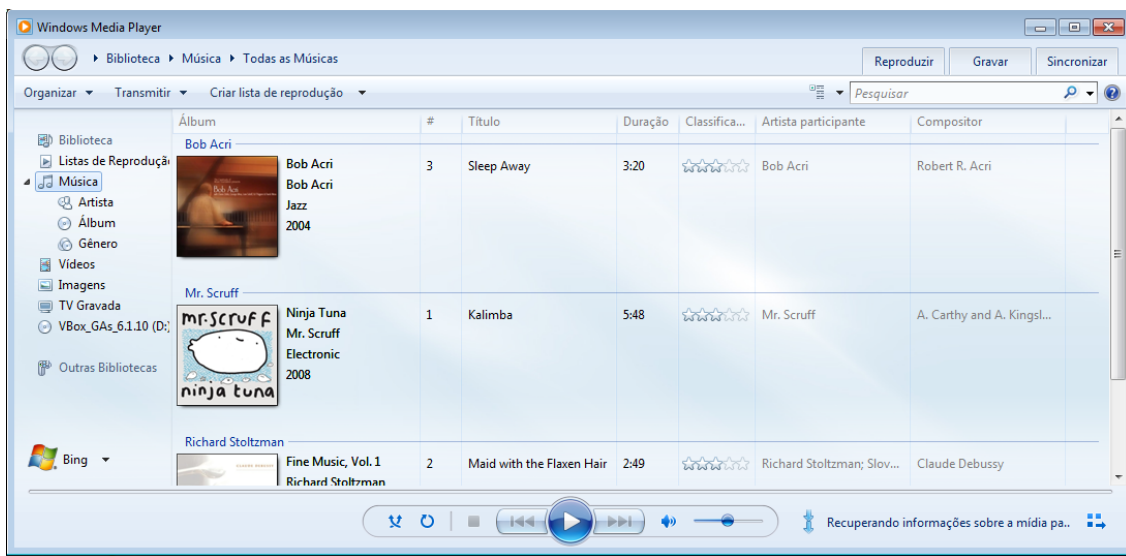 Windows Media Player
Biblioteca Música Todas as Músicas
Reproduzir Gravar Sincronizar
Organizar Transmitir Criar lista de reprodução Pesquisar
Álbum # Título Duração Classifica... Artista participante Compositor
Biblioteca
Listas de Reproduçã
Música
Artista
Álbum
Gênero
Vídeos
Imagens
TV Gravada
VBox_GAs_6.1.10 (D:)
Outras Bibliotecas
Bing
Bob Acri
Bob Acri
Bob Acri 3 Sleep Away 3:20 Bob Acri Robert R. Acri
Bob Acri
Jazz
2004
Mr. Scruff
mr.scruff
ninja tuna
Ninja Tuna 1 Kalimba 5:48 Mr. Scruff A. Carthy and A. Kingsl...
Mr. Scruff
Electronic
2008
Richard Stoltzman
Fine Music, Vol. 1 2 Maid with the Flaxen Hair 2:49 Richard Stoltzman; Slov... Claude Debussy
Richard Stoltzman
Recuperando informações sobre a mídia pa..